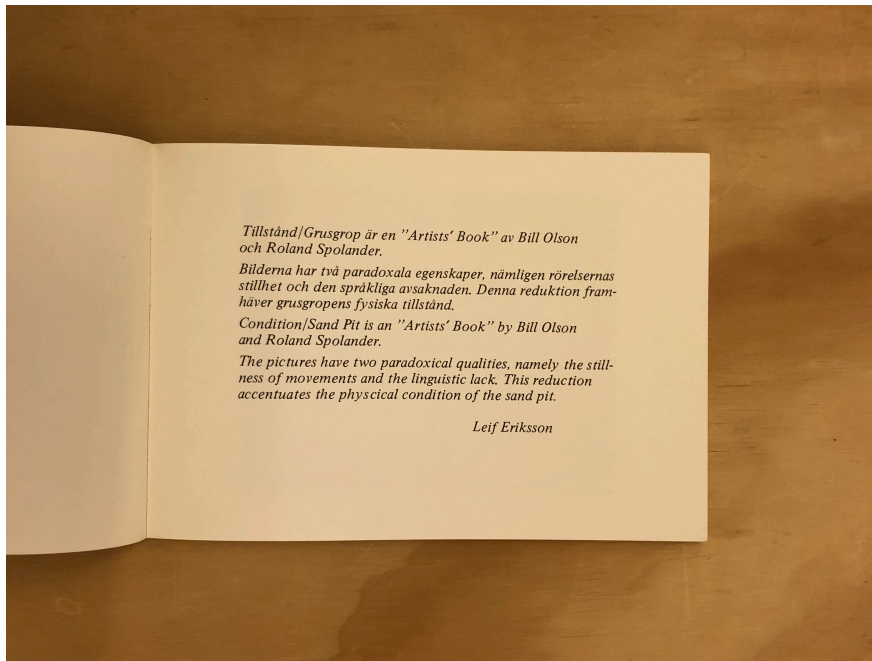 Tillstånd/Grusgrop är en ”Artists′ Book” av Bill Olson
och Roland Spolander.
Bilderna har två paradoxala egenskaper, nämligen rörelsernas
stillhet och den språkliga avsaknaden. Denna reduktion fram-
häver grusgropens fysiska tillstånd.
Condition/Sand Pit is an ”Artists′ Book” by Bill Olson
and Roland Spolander.
The pictures have two paradoxical qualities, namely the still-
ness of movements and the linguistic lack. This reduction
accentuates the physcical condition of the sand pit.
Leif Eriksson